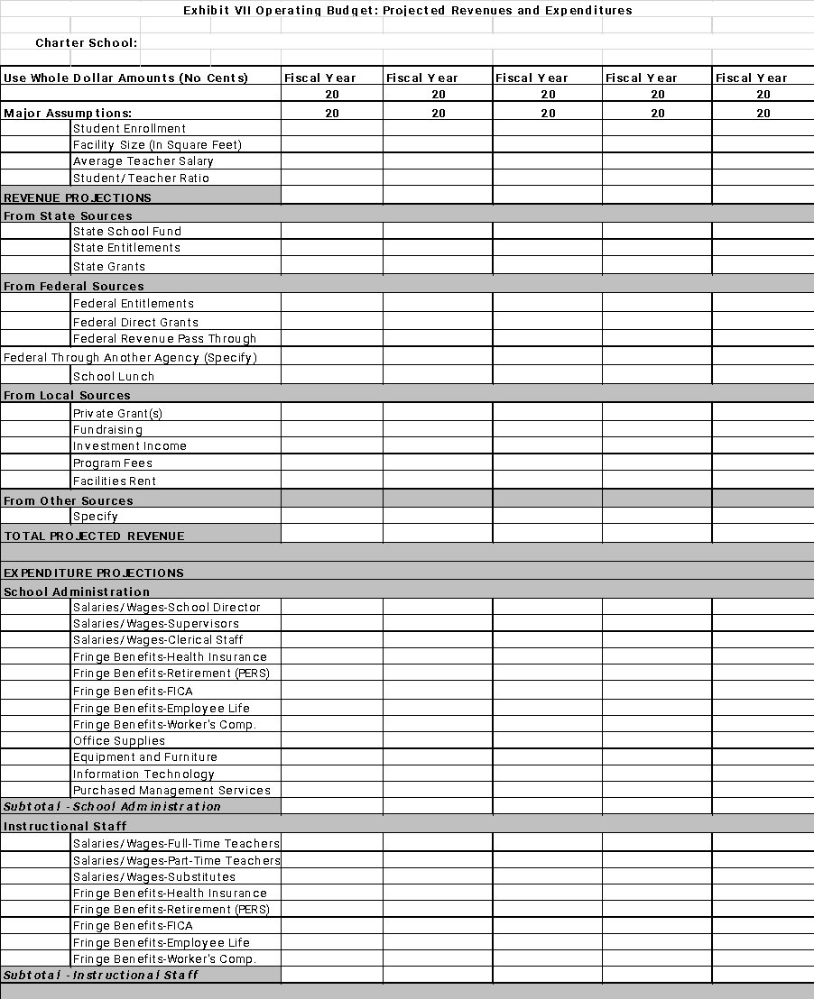 Exhibit VII Operating Budget: Projected Revenues and Expenditures
Charter School:
Use Whole Dollar Amounts (No Cents) Fiscal Year Fiscal Year Fiscal Year Fiscal Year Fiscal Year
20 20 20 20 20
Major Assumptions: 20 20 20 20 20
Student Enrollment
Facility Size (In Square Feet)
Average Teacher Salary
Student/Teacher Ratio
REVENUE PROJECTIONS
From State Sources
State School Fund
State Entitlements
State Grants
From Federal Sources
Federal Entitlements
Federal Direct Grants
Federal Revenue Pass Through
Federal Through Another Agency (Specify)
School Lunch
From Local Sources
Private Grant(s)
Fundraising
Investment Income
Program Fees
Facilities Rent
From Other Sources
Specify
TOTAL PROJECTED REVENUE
EXPENDITURE PROJECTIONS
School Administration
Salaries/Wages-School Director
Salaries/Wages-Supervisors
Salaries/Wages-Clerical Staff
Fringe Benefits-Health Insurance
Fringe Benefits-Retirement (PERS)
Fringe Benefits-FICA
Fringe Benefits-Employee Life
Fringe Benefits-Worker's Comp.
Office Supplies
Equipment and Furniture
Information Technology
Purchased Management Services
Subtotal - School Administration
Instructional Staff
Salaries/Wages-Full-Time Teachers
Salaries/Wages-Part-Time Teachers
Salaries/Wages-Substitutes
Fringe Benefits-Health Insurance
Fringe Benefits-Retirement (PERS)
Fringe Benefits-FICA
Fringe Benefits-Employee Life
Fringe Benefits-Worker's Comp.
Subtotal - Instructional Staff